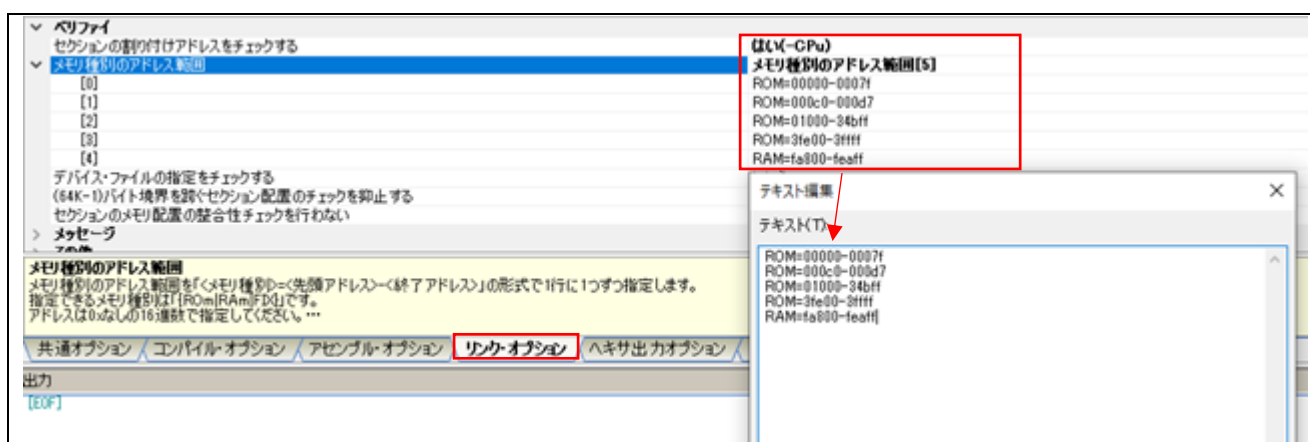 ベリファイ
セクションの割り付けアドレスをチェックする はい(-CPu)
メモリ種別のアドレス範囲 メモリ種別のアドレス範囲[5]
[0] ROM=00000-0007f
[1] ROM=000c0-000d7
[2] ROM=01000-34bff
[3] ROM=3fe00-3ffff
[4] RAM=fa800-feaff
デバイス・ファイルの指定をチェックする
(64K-1)バイト境界を跨ぐセクション配置のチェックを抑止する
セクションのメモリ配置の整合性チェックを行わない
メッセージ
その他
メモリ種別のアドレス範囲
メモリ種別のアドレス範囲を「<メモリ種別>=<先頭アドレス>-<終了アドレス>」の形式で1行に1つずつ指定します。
指定できるメモリ種別は「{ROm|RAm|FIX}」です。
アドレスは0xなしの16進数で指定してください。…
共通オプション コンパイル・オプション アセンブル・オプション リンク・オプション ヘキサ出力オプション
出力
[EOF]
テキスト編集
テキスト(T):
ROM=00000-0007f
ROM=000c0-000d7
ROM=01000-34bff
ROM=3fe00-3ffff
RAM=fa800-feaff